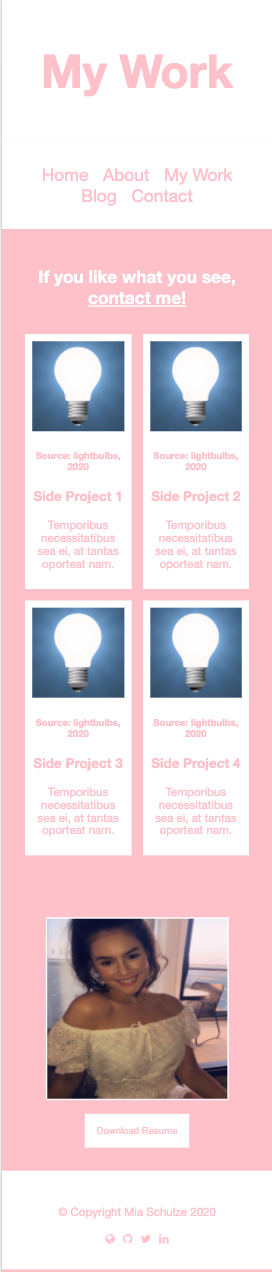 My Work
Home About My Work
Blog Contact
If you like what you see,
contact me!
Source: lightbulbs,
2020
Side Project 1
Temporibus
necessitatibus
sea ei, at tantas
oporteat nam.
Source: lightbulbs,
2020
Side Project 2
Temporibus
necessitatibus
sea ei, at tantas
oporteat nam.
Source: lightbulbs,
2020
Side Project 3
Temporibus
necessitatibus
sea ei, at tantas
oporteat nam.
Source: lightbulbs,
2020
Side Project 4
Temporibus
necessitatibus
sea ei, at tantas
oporteat nam.
Download Resume
© Copyright Mia Schulze 2020